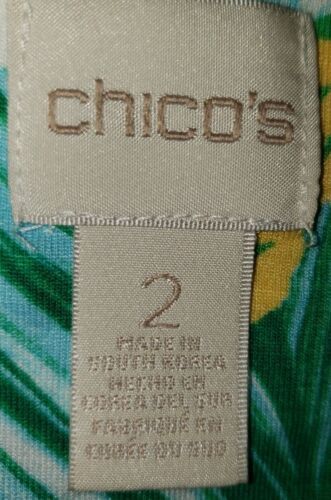 chico's
2
MADE IN
SOUTH KOREA
HECHO EN
COREA DEL SUR
FABRIQUÉ EN
CORÉE DU SUD